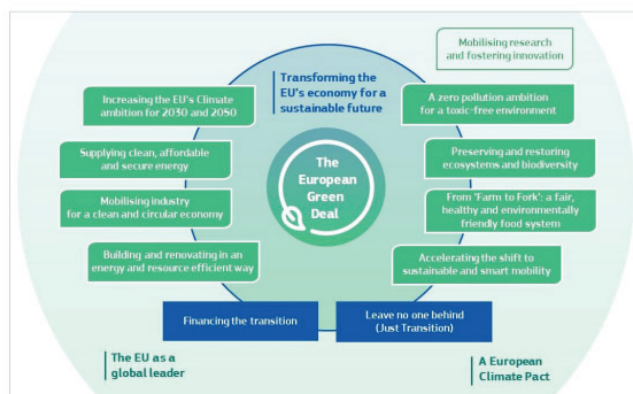 Mobilising research
and fostering innovation
Transforming the
EU's economy for a
sustainable future
Increasing the EU's Climate
ambition for 2030 and 2050
A zero pollution ambition
for a toxic-free environment
Supplying clean, affordable
and secure energy
Preserving and restoring
ecosystems and biodiversity
The
European
Green
Deal
Mobilising industry
for a clean and circular economy
From 'Farm to Fork': a fair,
healthy and environmentally
friendly food system
Building and renovating in an
energy and resource efficient way
Accelerating the shift to
sustainable and smart mobility
Financing the transition
Leave no one behind
(Just Transition)
The EU as a
global leader
A European
Climate Pact